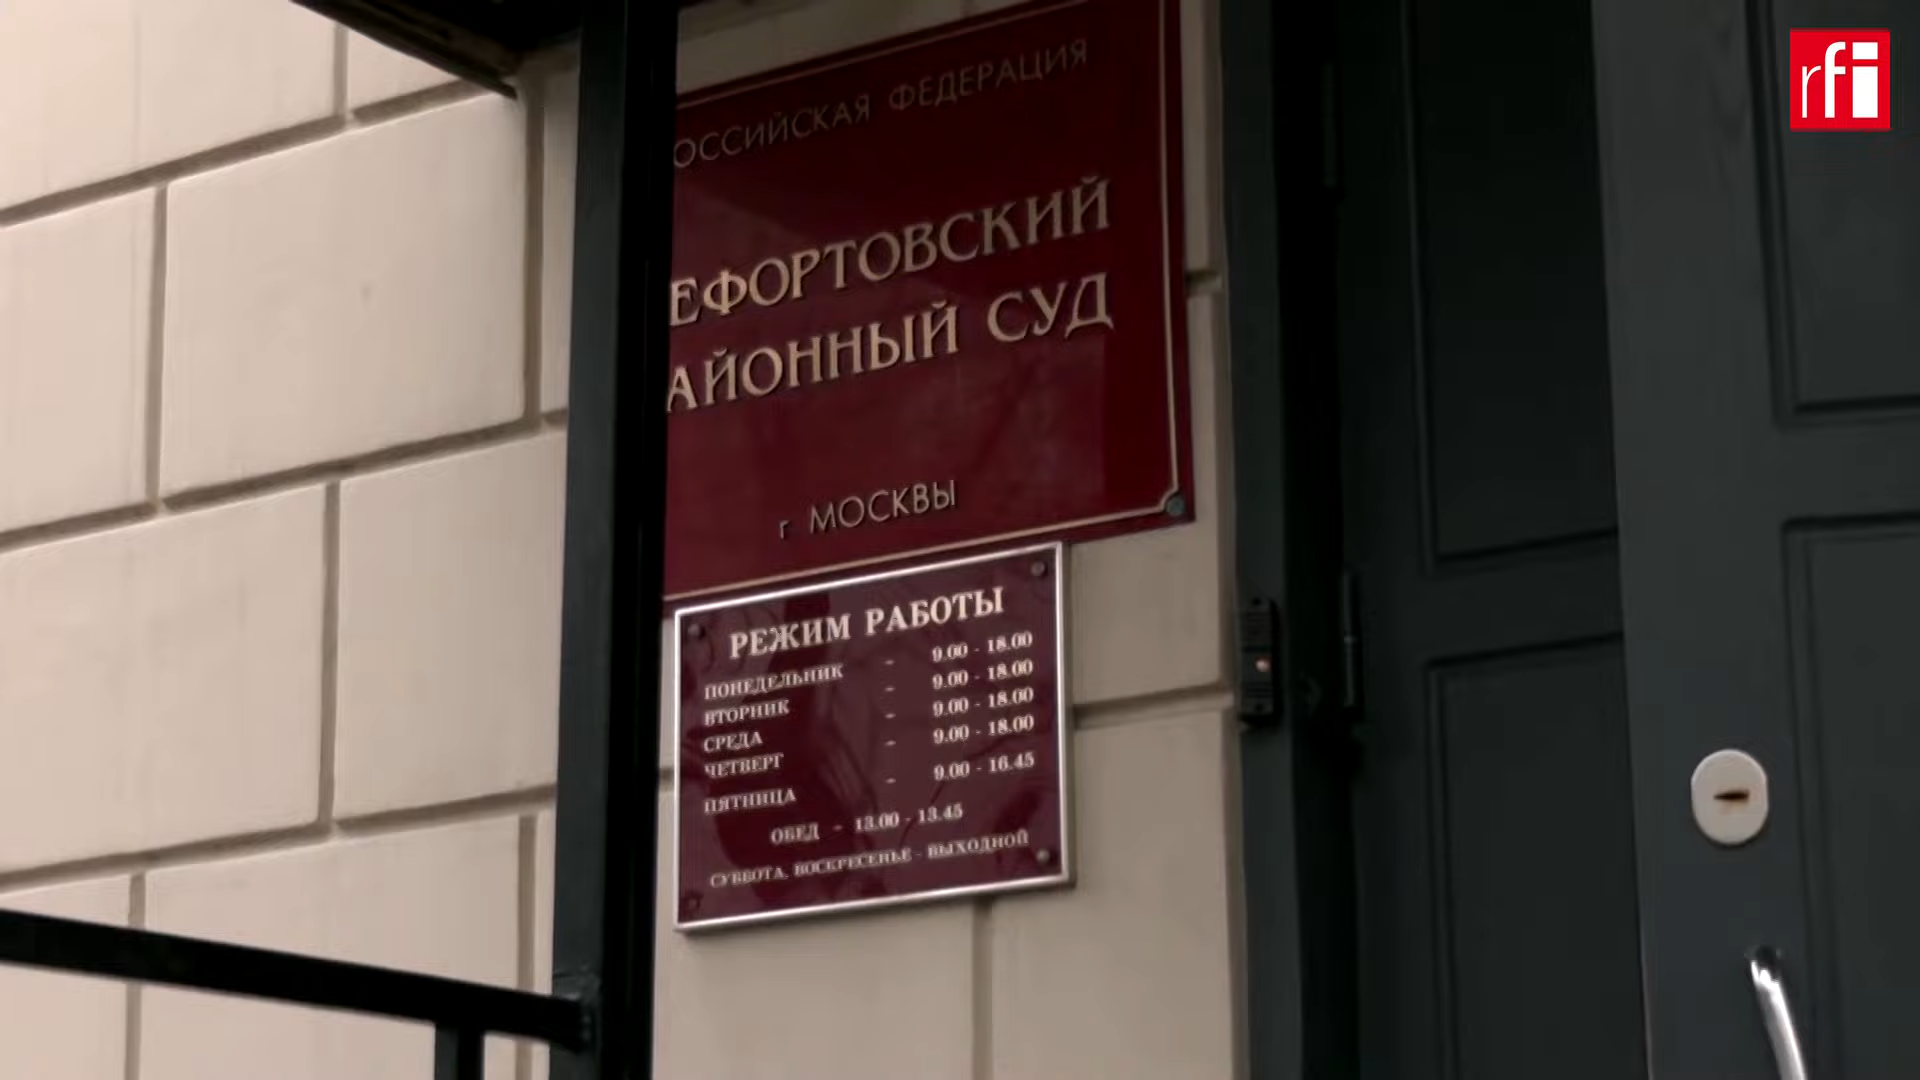 ОССИЙСКАЯ ФЕДЕРАЦИЯ
ЕФОРТОВСКИЙ
АЙОННЫЙ СУД
г МОСКВЫ
РЕЖИМ РАБОТЫ
ПОНЕДЕЛЬНИК - 9.00 - 18.00
ВТОРНИК - 9.00 - 18.00
СРЕДА - 9.00 - 18.00
ЧЕТВЕРГ - 9.00 - 18.00
ПЯТНИЦА - 9.00 - 16.45
ОБЕД - 13.00 - 13.45
СУББОТА, ВОСКРЕСЕНЬЕ - ВЫХОДНОЙ
rfi